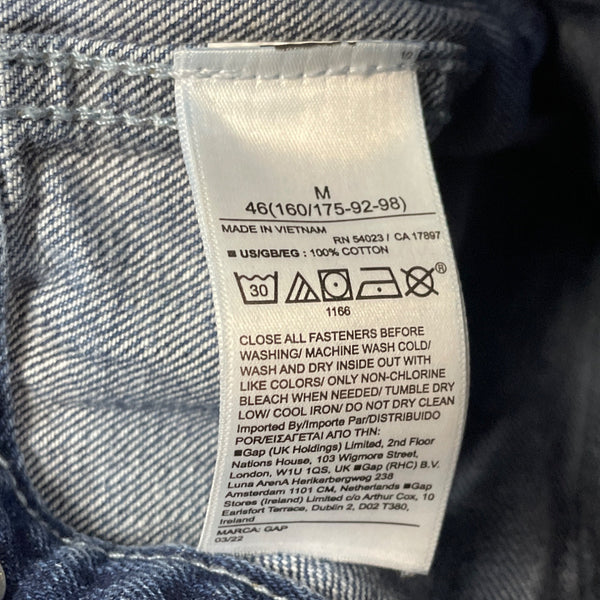 M
46(160/175-92-98)
MADE IN VIETNAM
RN 54023 / CA 17897
■ US/GB/EG : 100% COTTON
30
1166
CLOSE ALL FASTENERS BEFORE
WASHING/ MACHINE WASH COLD/
WASH AND DRY INSIDE OUT WITH
LIKE COLORS/ ONLY NON-CHLORINE
BLEACH WHEN NEEDED/ TUMBLE DRY
LOW/ COOL IRON/ DO NOT DRY CLEAN
Imported By/Importe Par/DISTRIBUIDO
POR/ΕΙΣΑΓΕΤΑΙ ΑΠΟ ΤΗΝ:
■Gap (UK Holdings) Limited, 2nd Floor
Nations House, 103 Wigmore Street,
London, W1U 1QS, UK ■Gap (RHC) B.V.
Luna ArenA Herikerbergweg 238
Amsterdam 1101 CM, Netherlands ■Gap
Stores (Ireland) Limited c/o Arthur Cox, 10
Earlsfort Terrace, Dublin 2, D02 T380,
Ireland
MARCA: GAP
03/22